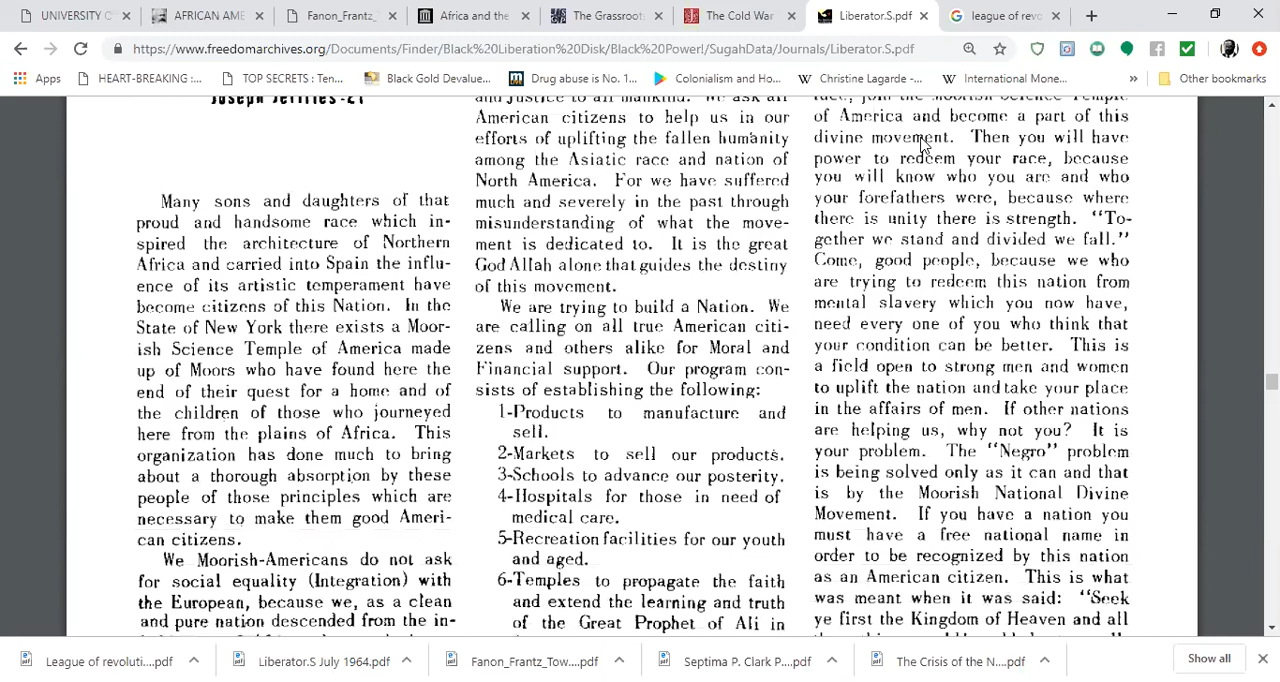 UNIVERSITY C
AFRICAN AME
Fanon_Frantz_
Africa and the
The Grassroot
The Cold War
Liberator.S.pdf
league of revo
https://www.freedomarchives.org/Documents/Finder/Black%20Liberation%20Disk/Black%20Power!/SugahData/Journals/Liberator.S.pdf
Apps
HEART-BREAKING :...
TOP SECRETS : Ten...
Black Gold Devalue...
Drug abuse is No. 1...
Colonialism and Ho...
Christine Lagarde -...
International Mone...
Other bookmarks
Joseph Jeffries-El
Many sons and daughters of that
proud and handsome race which in-
spired the architecture of Northern
Africa and carried into Spain the influ-
ence of its artistic temperament have
become citizens of this Nation. In the
State of New York there exists a Moor-
ish Science Temple of America made
up of Moors who have found here the
end of their quest for a home and of
the children of those who journeyed
here from the plains of Africa. This
organization has done much to bring
about a thorough absorption by these
people of those principles which are
necessary to make them good Ameri-
can citizens.
We Moorish-Americans do not ask
for social equality (Integration) with
the European, because we, as a clean
and pure nation descended from the in-
and justice to all mankind. We ask all
American citizens to help us in our
efforts of uplifting the fallen humanity
among the Asiatic race and nation of
North America. For we have suffered
much and severely in the past through
misunderstanding of what the move-
ment is dedicated to. It is the great
God Allah alone that guides the destiny
of this movement.
We are trying to build a Nation. We
are calling on all true American citi-
zens and others alike for Moral and
Financial support. Our program con-
sists of establishing the following:
1-Products to manufacture and
sell.
2-Markets to sell our products.
3-Schools to advance our posterity.
4-Hospitals for those in need of
medical care.
5-Recreation facilities for our youth
and aged.
6-Temples to propagate the faith
and extend the learning and truth
of the Great Prophet of Ali in
join the Moorish Science Temple
of America and become a part of this
divine movement. Then you will have
power to redeem your race, because
you will know who you are and who
your forefathers were, because where
there is unity there is strength. "To-
gether we stand and divided we fall."
Come, good people, because we who
are trying to redeem this nation from
mental slavery which you now have,
need every one of you who think that
your condition can be better. This is
a field open to strong men and women
to uplift the nation and take your place
in the affairs of men. If other nations
are helping us, why not you? It is
your problem. The "Negro" problem
is being solved only as it can and that
is by the Moorish National Divine
Movement. If you have a nation you
must have a free national name in
order to be recognized by this nation
as an American citizen. This is what
was meant when it was said: "Seek
ye first the Kingdom of Heaven and all
League of revoluti....pdf
Liberator.S July 1964.pdf
Fanon_Frantz_Tow....pdf
Septima P. Clark P....pdf
The Crisis of the N....pdf
Show all